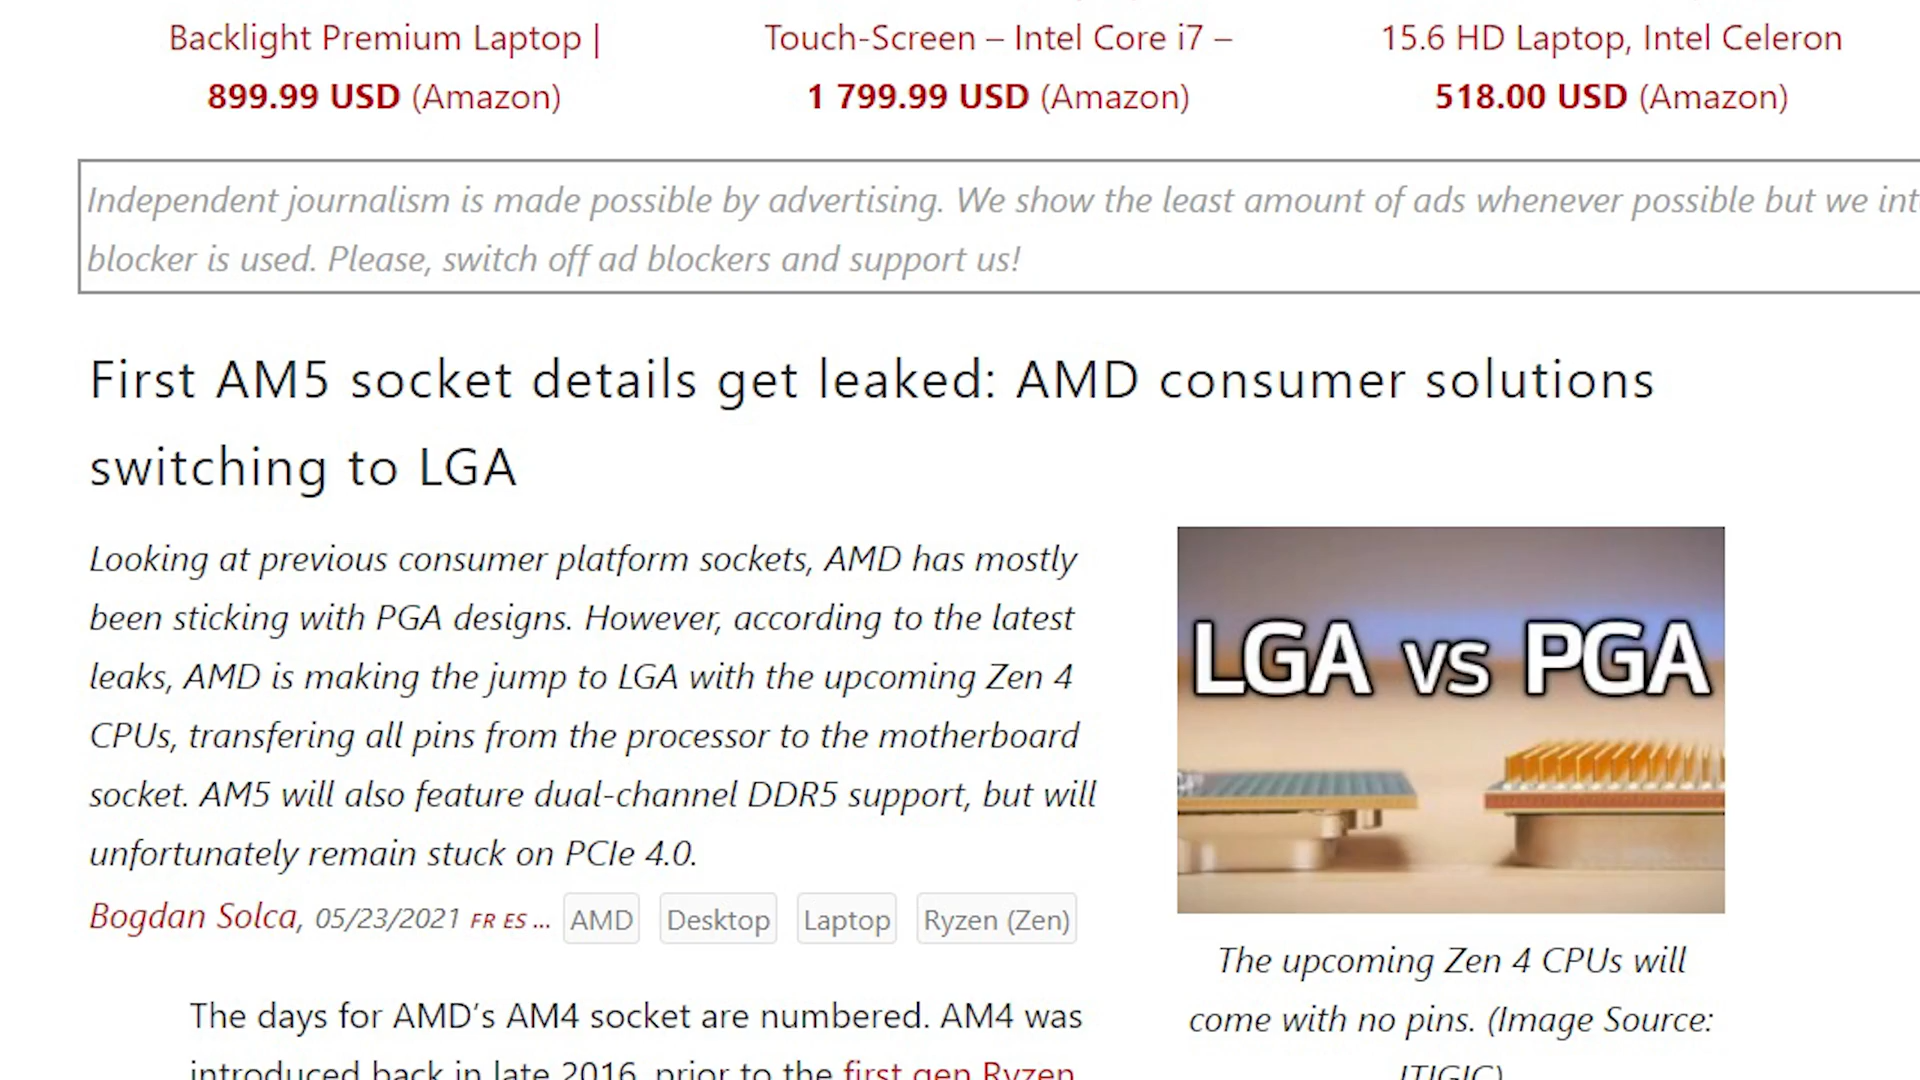 Backlight Premium Laptop |
899.99 USD (Amazon)
Touch-Screen – Intel Core i7 –
1 799.99 USD (Amazon)
15.6 HD Laptop, Intel Celeron
518.00 USD (Amazon)
Independent journalism is made possible by advertising. We show the least amount of ads whenever possible but we
blocker is used. Please, switch off ad blockers and support us!
First AM5 socket details get leaked: AMD consumer solutions
switching to LGA
Looking at previous consumer platform sockets, AMD has mostly
been sticking with PGA designs. However, according to the latest
leaks, AMD is making the jump to LGA with the upcoming Zen 4
CPUs, transfering all pins from the processor to the motherboard
socket. AM5 will also feature dual-channel DDR5 support, but will
unfortunately remain stuck on PCIe 4.0.
Bogdan Solca, 05/23/2021 FR ES ... AMD Desktop Laptop Ryzen (Zen)
The days for AMD's AM4 socket are numbered. AM4 was
introduced back in late 2016, prior to the first gen Ryzen
LGA vs PGA
The upcoming Zen 4 CPUs will
come with no pins. (Image Source:
ITIGIC)